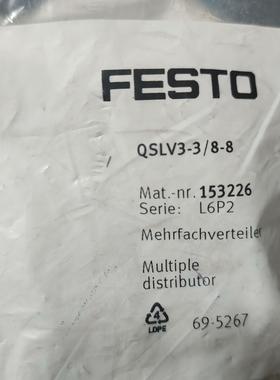 FESTO
QSLV3-3/8-8
Mat.-nr. 153226
Serie: L6P2
Mehrfachverteiler
Multiple
distributor
4
LDPE
69-5267